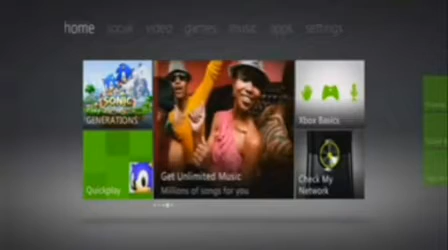 home social video games music apps settings
SONIC
GENERATIONS
Get Unlimited Music
Millions of songs for you
Xbox Basics
Quickplay
Check My
Network